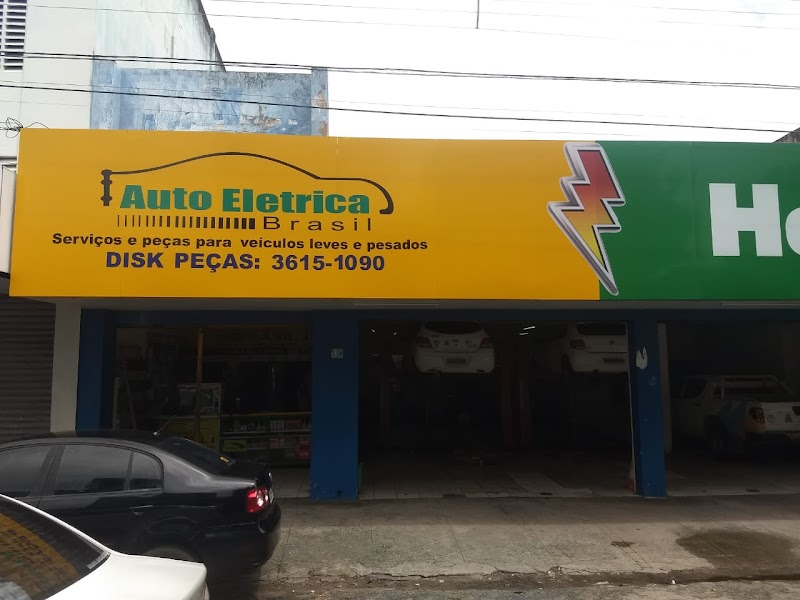 Auto Eletrica
Brasil
Serviços e peças para veículos leves e pesados
DISK PEÇAS: 3615-1090